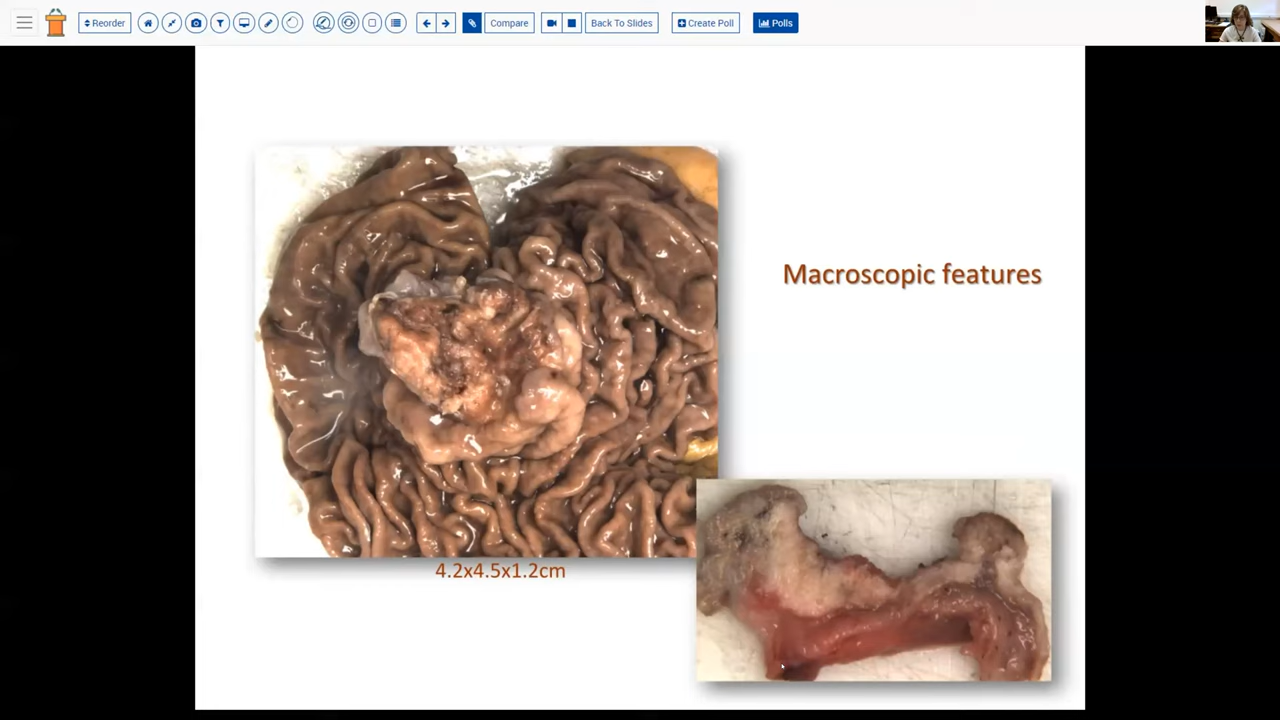 Reorder
Compare
Back To Slides
Create Poll
Polls
Macroscopic features
4.2x4.5x1.2cm